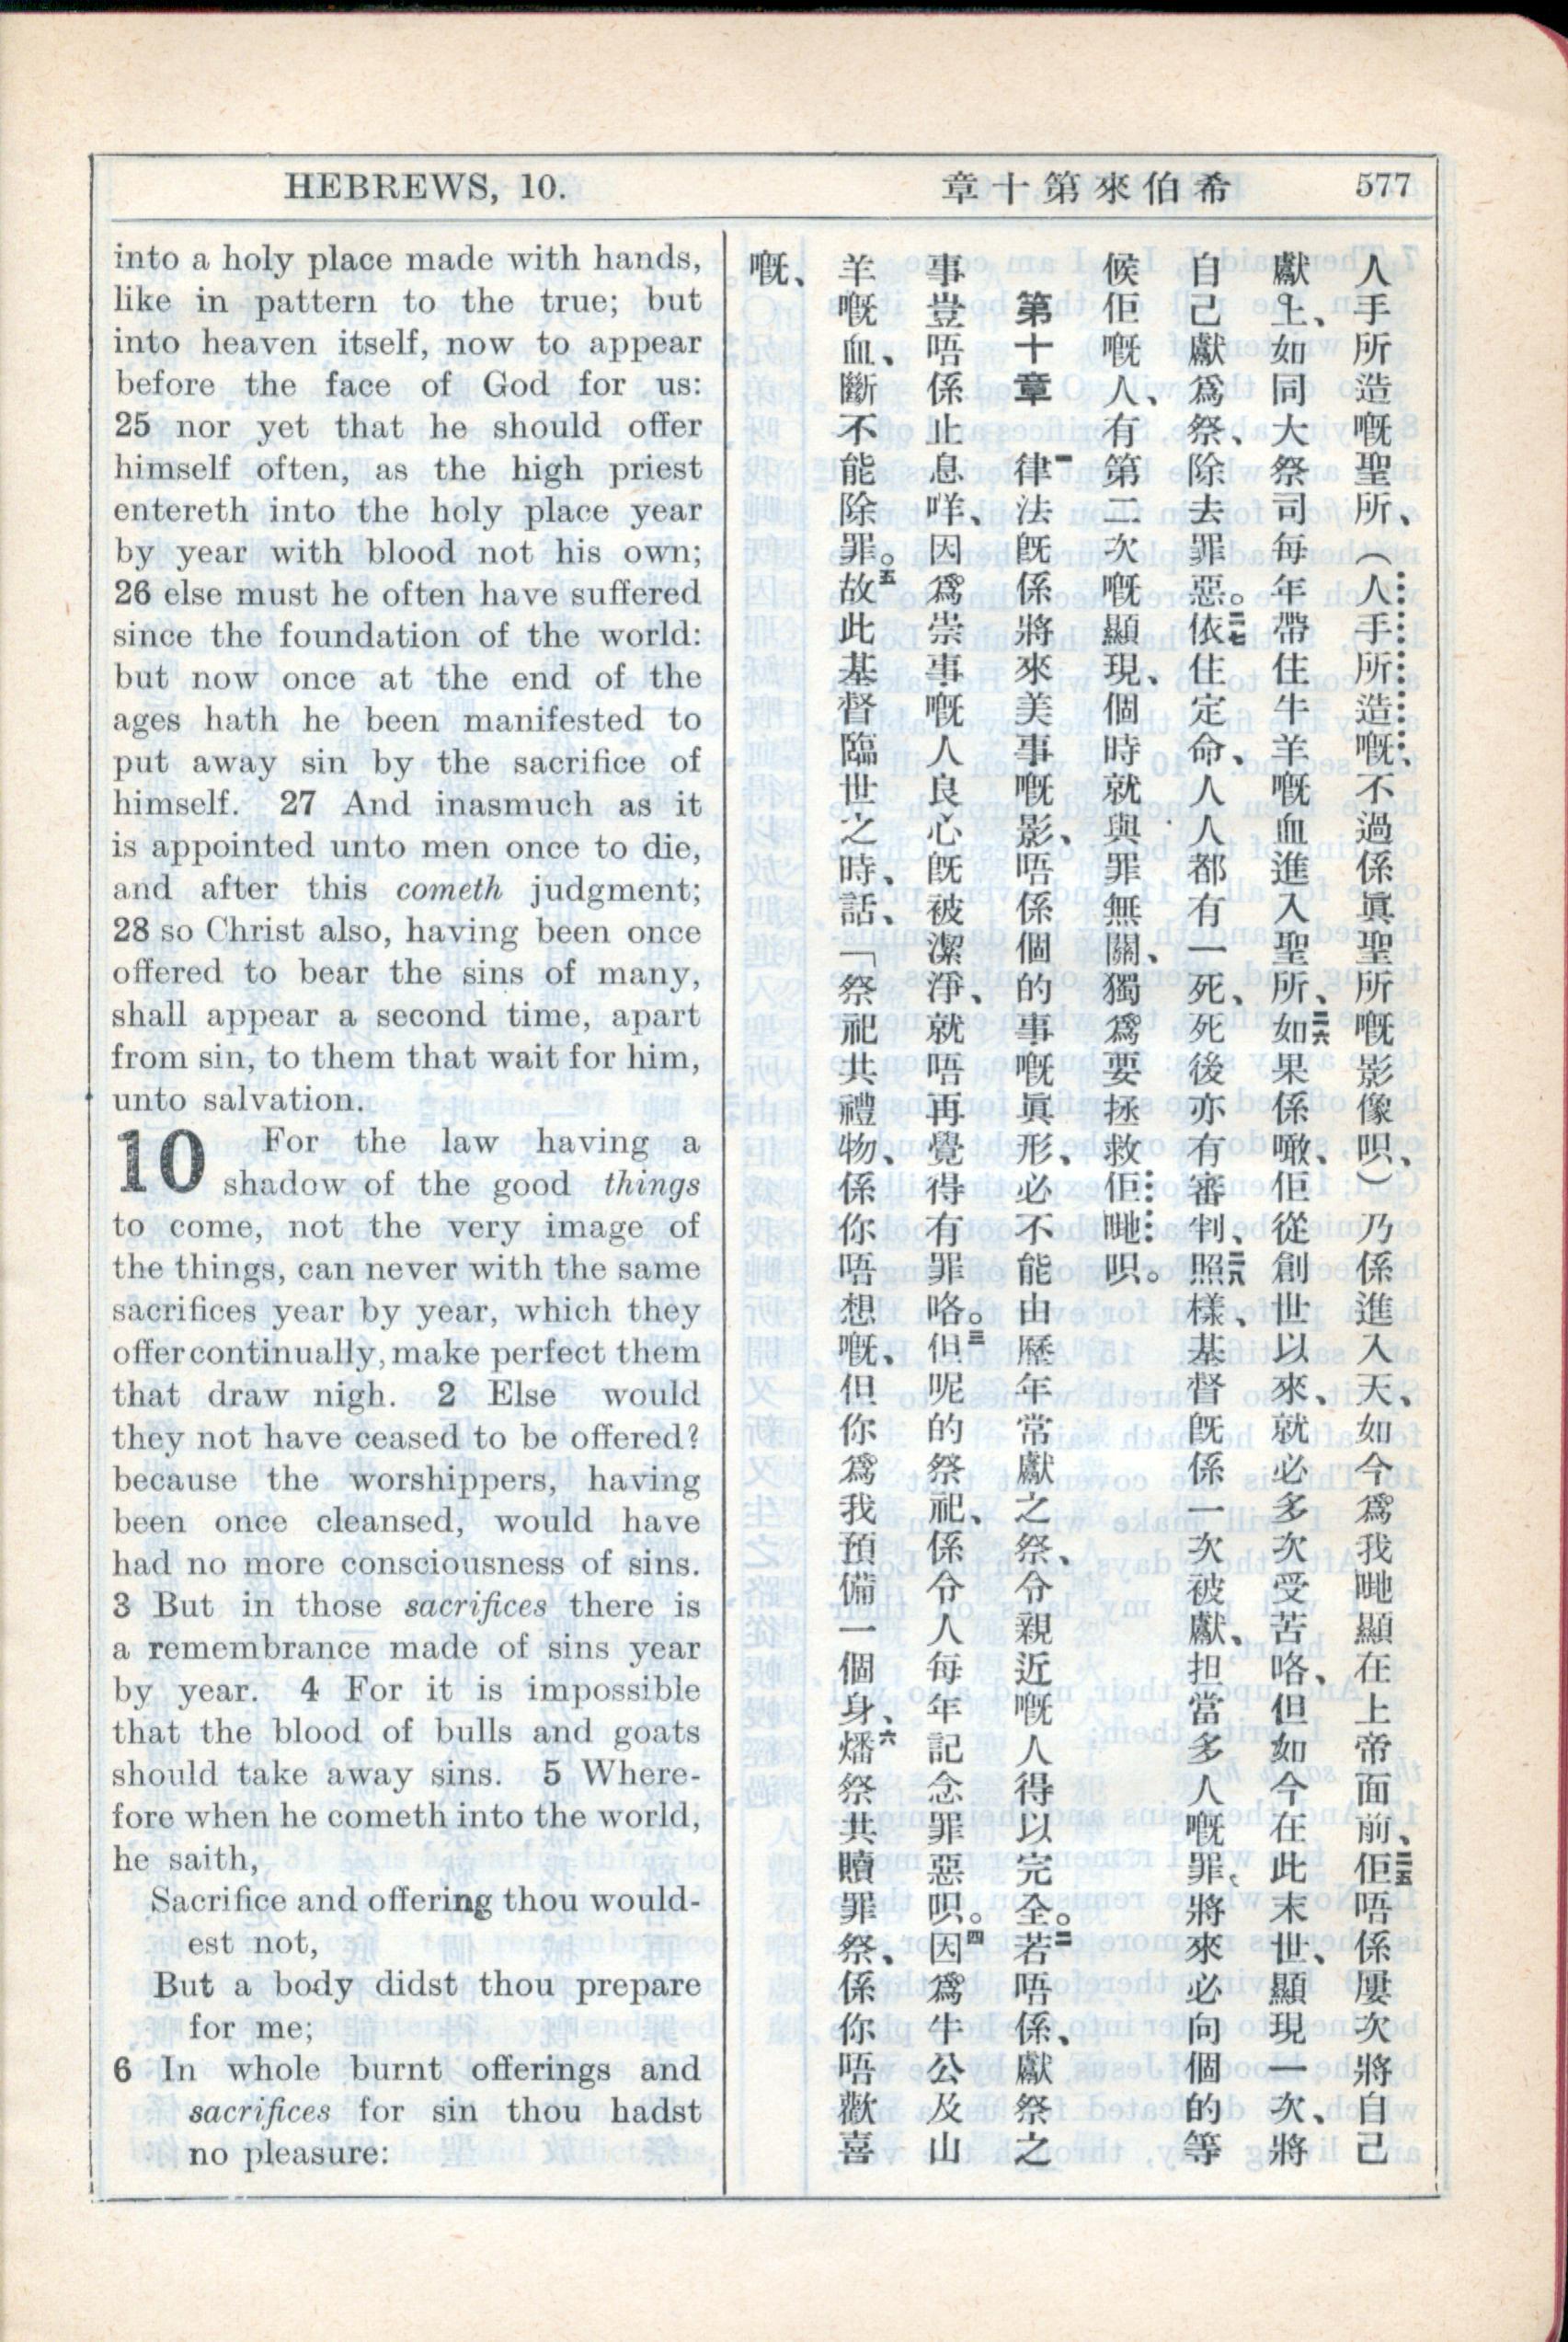 HEBREWS, 10.
章十第來伯希
577
into a holy place made with hands,
like in pattern to the true; but
into heaven itself, now to appear
before the face of God for us:
25 nor yet that he should offer
himself often, as the high priest
entereth into the holy place year
by year with blood not his own;
26 else must he often have suffered
since the foundation of the world:
but now once at the end of the
ages hath he been manifested to
put away sin by the sacrifice of
himself. 27 And inasmuch as it
is appointed unto men once to die,
and after this cometh judgment;
28 so Christ also, having been once
offered to bear the sins of many,
shall appear a second time, apart
from sin, to them that wait for him,
unto salvation.
10 For the law having a
shadow of the good things
to come, not the very image of
the things, can never with the same
sacrifices year by year, which they
offer continually, make perfect them
that draw nigh. 2 Else would
they not have ceased to be offered?
because the worshippers, having
been once cleansed, would have
had no more consciousness of sins.
3 But in those sacrifices there is
a remembrance made of sins year
by year. 4 For it is impossible
that the blood of bulls and goats
should take away sins. 5 Where-
fore when he cometh into the world,
he saith,
Sacrifice and offering thou would-
est not,
But a body didst thou prepare
for me;
6 In whole burnt offerings and
sacrifices for sin thou hadst
no pleasure:
人手所造嘅聖所、（人手所造嘅、不過係眞聖所嘅影像呮、）乃係進入天、如今爲我哋顯在上帝面前、二五佢唔係屢次將自己
獻上、如同大祭司每年帶住牛羊嘅血進入聖所、二六如果係噉、佢從創世以來、就必多次受苦咯、但如今在此末世、顯現一次、將
自己獻爲祭、除去罪惡。二七依住定命、人人都有一死、死後亦有審判、二八照樣、基督旣係一次被獻、担當多人嘅罪、將來必向個的等
候佢嘅人、有第二次嘅顯現、個時就與罪無關、獨爲要拯救佢哋呮。
第十章 一律法旣係將來美事嘅影、唔係個的事嘅眞形、必不能由歷年常獻之祭、令親近嘅人得以完全。二若唔係、獻祭之
事豈唔係止息咩、因爲崇事嘅人良心旣被潔淨、就唔再覺得有罪咯。三但呢的祭祀、係令人每年記念罪惡呮。四因爲牛公及山
羊嘅血、斷不能除罪。五故此基督臨世之時、話、「祭祀共禮物、係你唔想嘅、但你爲我預備一個身、六燔祭共贖罪祭、係你唔歡喜
嘅、